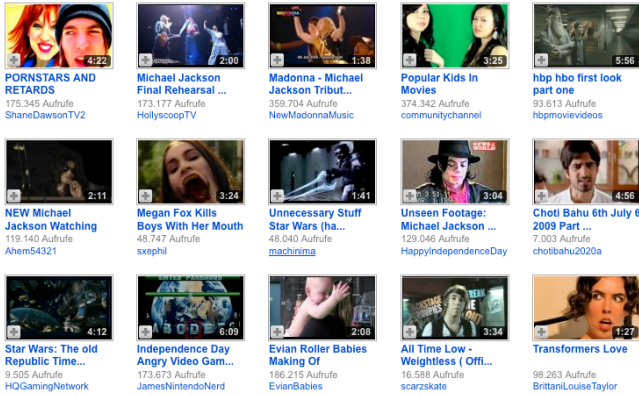 MADONNA
4:22
2:00
1:38
3:25
5:56
PORNSTARS AND
RETARDS
175.345 Aufrufe
ShaneDawsonTV2
Michael Jackson
Final Rehearsal ...
173.177 Aufrufe
HollyscoopTV
Madonna - Michael
Jackson Tribut...
359.704 Aufrufe
NewMadonnaMusic
Popular Kids In
Movies
374.342 Aufrufe
communitychannel
hbp hbo first look
part one
93.613 Aufrufe
hbpmovievideos
2:11
3:24
1:41
3:04
4:56
NEW Michael
Jackson Watching
119.140 Aufrufe
Ahem54321
Megan Fox Kills
Boys With Her Mouth
48.747 Aufrufe
sxephil
Unnecessary Stuff
Star Wars (ha...
48.040 Aufrufe
machinima
Unseen Footage:
Michael Jackson ...
129.046 Aufrufe
HappyIndependenceDay
Choti Bahu 6th July 6
2009 Part ...
7.003 Aufrufe
chotibahu2020a
4:12
6:09
2:08
3:34
1:27
Star Wars: The old
Republic Time...
9.505 Aufrufe
HQGamingNetwork
Independence Day
Angry Video Gam...
173.673 Aufrufe
JamesNintendoNerd
Evian Roller Babies
Making Of
186.215 Aufrufe
EvianBabies
All Time Low -
Weightless ( Offi...
16.588 Aufrufe
scarzskate
Transformers Love
98.263 Aufrufe
BrittaniLouiseTaylor